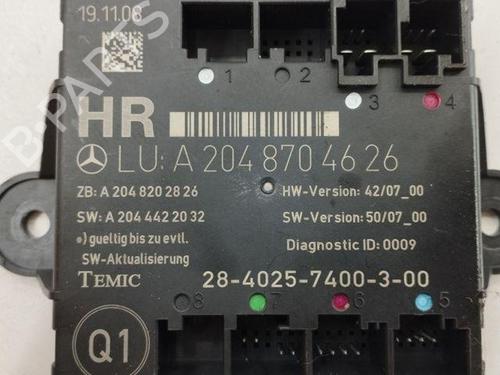 19.11.08
1 2 3 4
HR
LU: A 204 870 46 26
ZB: A 204 820 28 26
HW-Version: 42/07_00
SW: A 204 442 20 32
SW-Version: 50/07_00
•) gueltig bis zu evtl.
SW-Aktualisierung
Diagnostic ID: 0009
TEMIC
28-4025-7400-3-00
8 7 6 5
Q1
B-PARTS